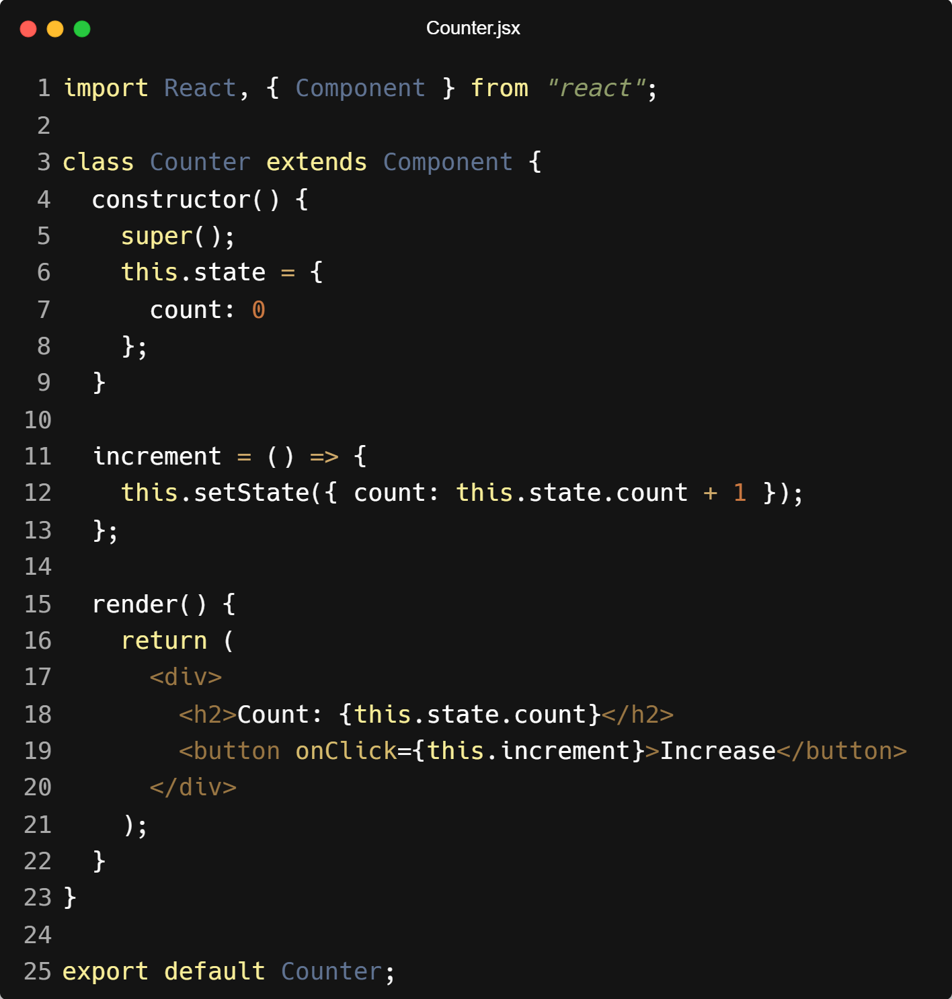 Counter.jsx
1 import React, { Component } from "react";
2
3 class Counter extends Component {
4   constructor() {
5     super();
6     this.state = {
7       count: 0
8     };
9   }
10
11   increment = () => {
12     this.setState({ count: this.state.count + 1 });
13   };
14
15   render() {
16     return (
17       <div>
18         <h2>Count: {this.state.count}</h2>
19         <button onClick={this.increment}>Increase</button>
20       </div>
21     );
22   }
23 }
24
25 export default Counter;